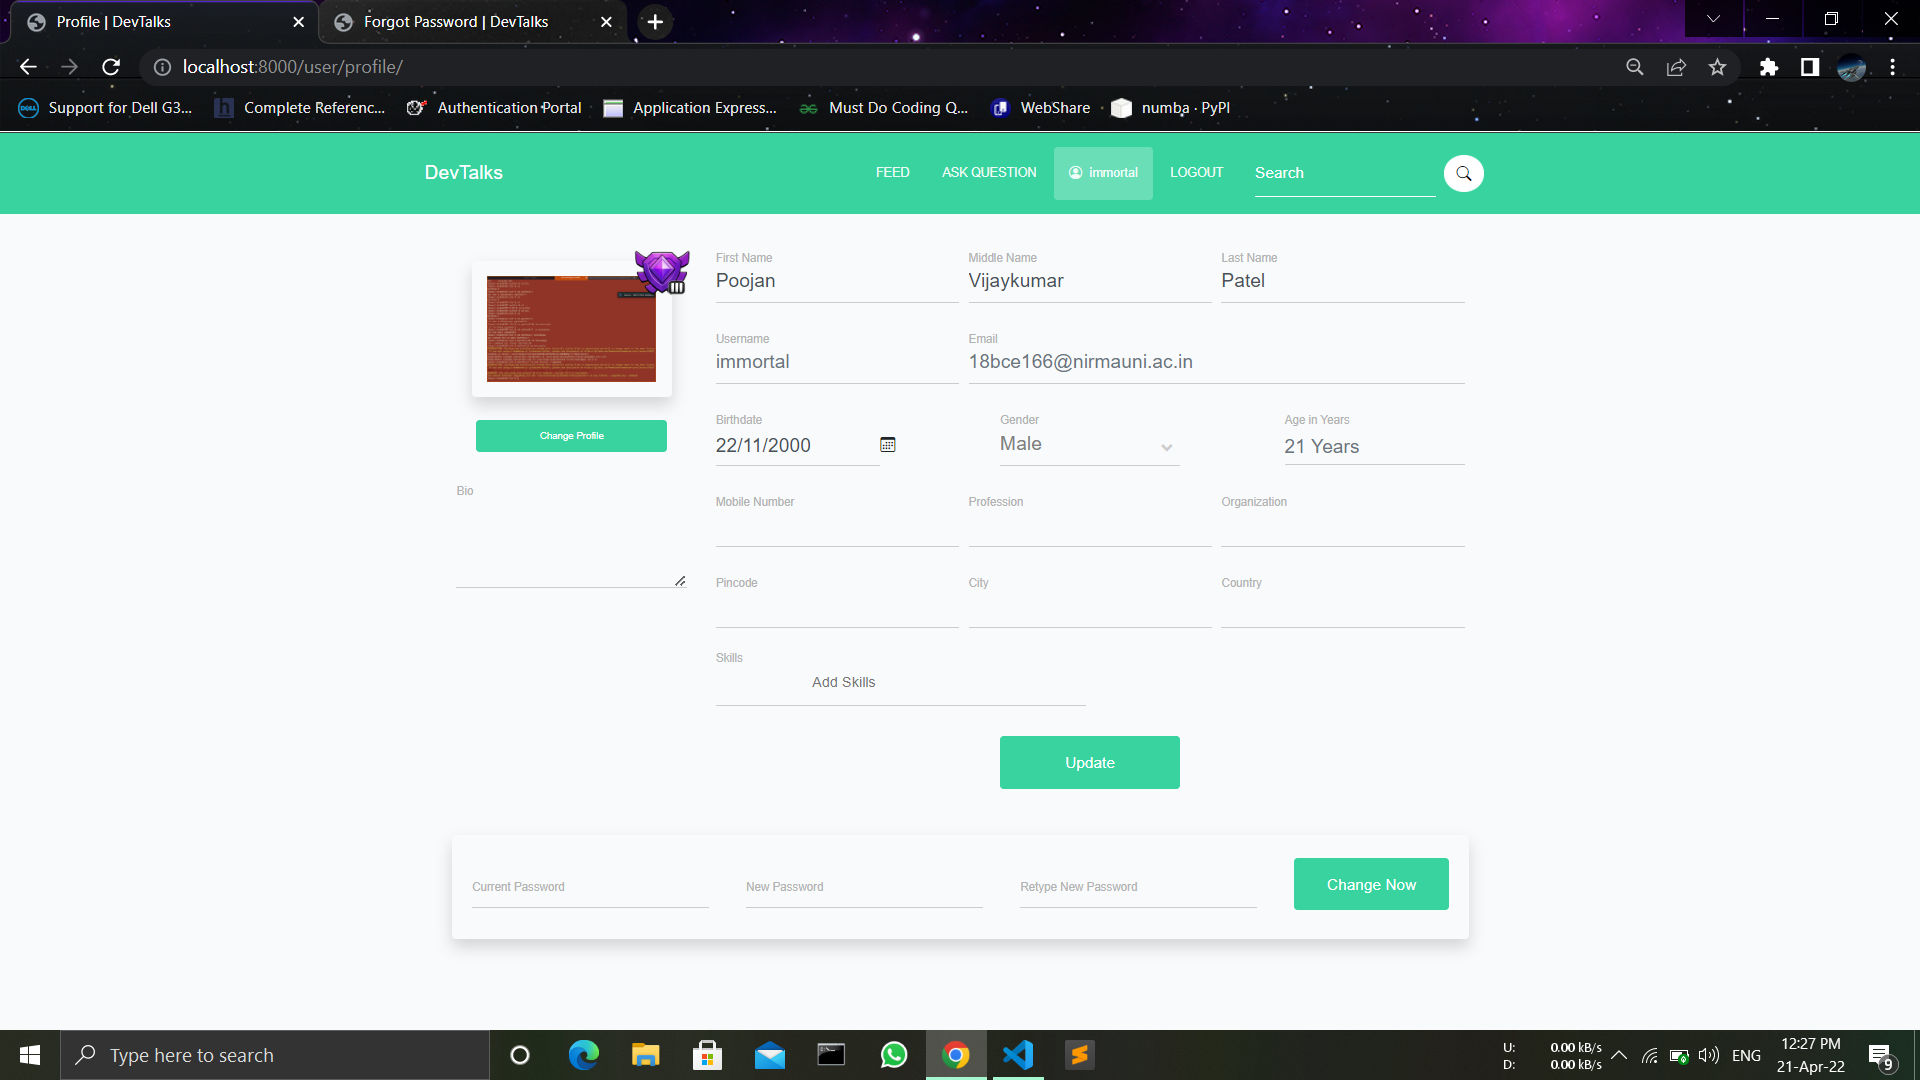 Profile | DevTalks
Forgot Password | DevTalks
localhost:8000/user/profile/
Support for Dell G3...
Complete Referenc...
Authentication Portal
Application Express...
Must Do Coding Q...
WebShare
numba · PyPI
DevTalks
FEED
ASK QUESTION
immortal
LOGOUT
Search
First Name
Middle Name
Last Name
Poojan
Vijaykumar
Patel
Username
Email
immortal
18bce166@nirmauni.ac.in
Change Profile
Birthdate
Gender
Age in Years
22/11/2000
Male
21 Years
Bio
Mobile Number
Profession
Organization
Pincode
City
Country
Skills
Add Skills
Update
Current Password
New Password
Retype New Password
Change Now
Type here to search
U: 0.00 kB/s
D: 0.00 kB/s
ENG
12:27 PM
21-Apr-22
9